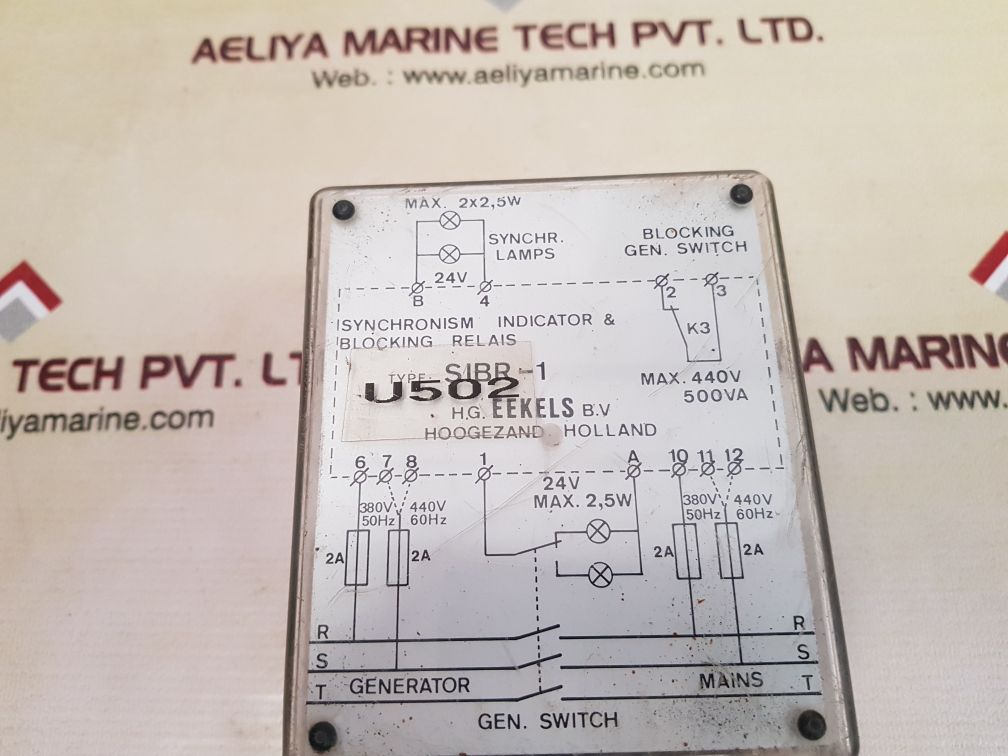 AELIYA MARINE TECH PVT. LTD.
Web. : www.aeliyamarine.com
TECH PVT. LT
liyamarine.com
A MARINE
Web. : www.
MAX. 2x2,5W
SYNCHR.
LAMPS
24V
B 4
BLOCKING
GEN. SWITCH
2 3
K3
MAX. 440V
500VA
SYNCHRONISM INDICATOR &
BLOCKING RELAIS
TYPE: SIBR-1
U502
H.G. EEKELS B.V
HOOGEZAND HOLLAND
6 7 8 1 A 10 11 12
24V
MAX. 2,5W
380V 440V
50Hz 60Hz
2A 2A
380V 440V
50Hz 60Hz
2A 2A
R R
S S
T GENERATOR MAINS T
GEN. SWITCH